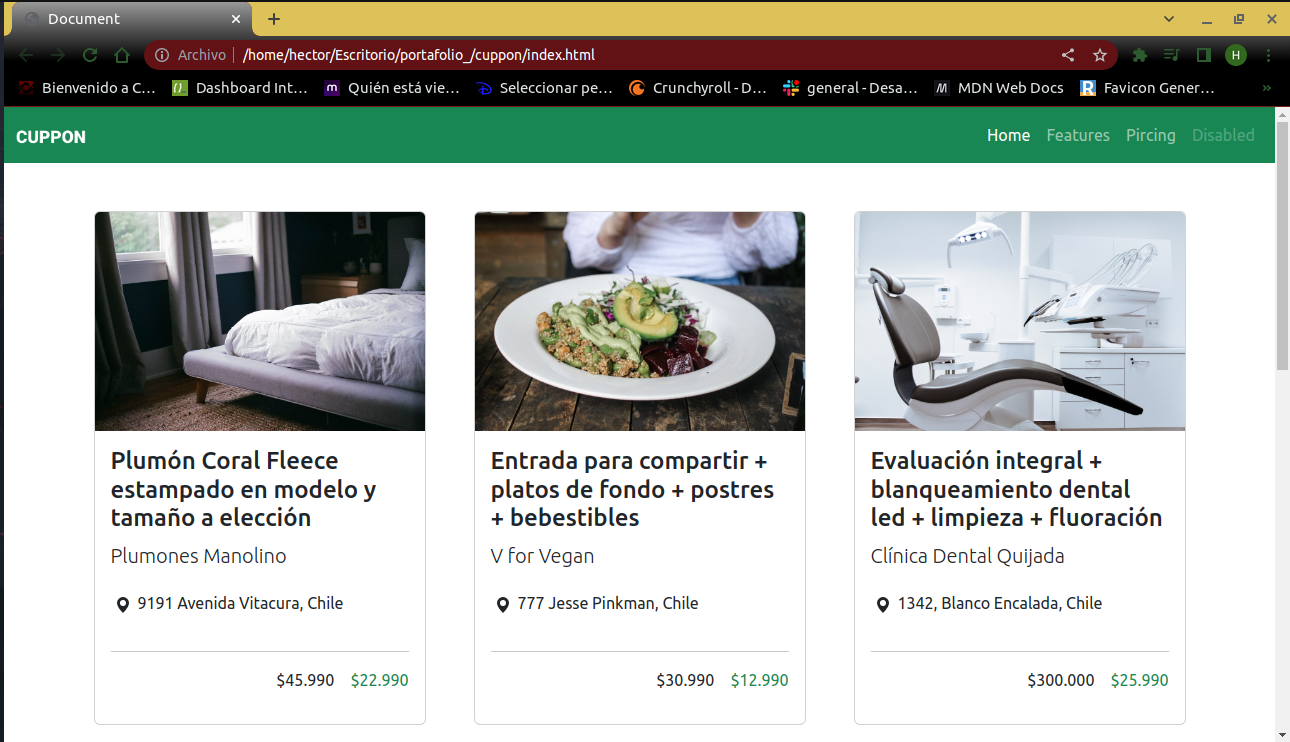 Document
Archivo /home/hector/Escritorio/portafolio_/cuppon/index.html
H
Bienvenido a C… Dashboard Int… Quién está vie… Seleccionar pe… Crunchyroll - D… general - Desa… MDN Web Docs Favicon Gener… »
CUPPON Home Features Pircing Disabled
Plumón Coral Fleece
estampado en modelo y
tamaño a elección
Plumones Manolino
9191 Avenida Vitacura, Chile
$45.990 $22.990
Entrada para compartir +
platos de fondo + postres
+ bebestibles
V for Vegan
777 Jesse Pinkman, Chile
$30.990 $12.990
Evaluación integral +
blanqueamiento dental
led + limpieza + fluoración
Clínica Dental Quijada
1342, Blanco Encalada, Chile
$300.000 $25.990